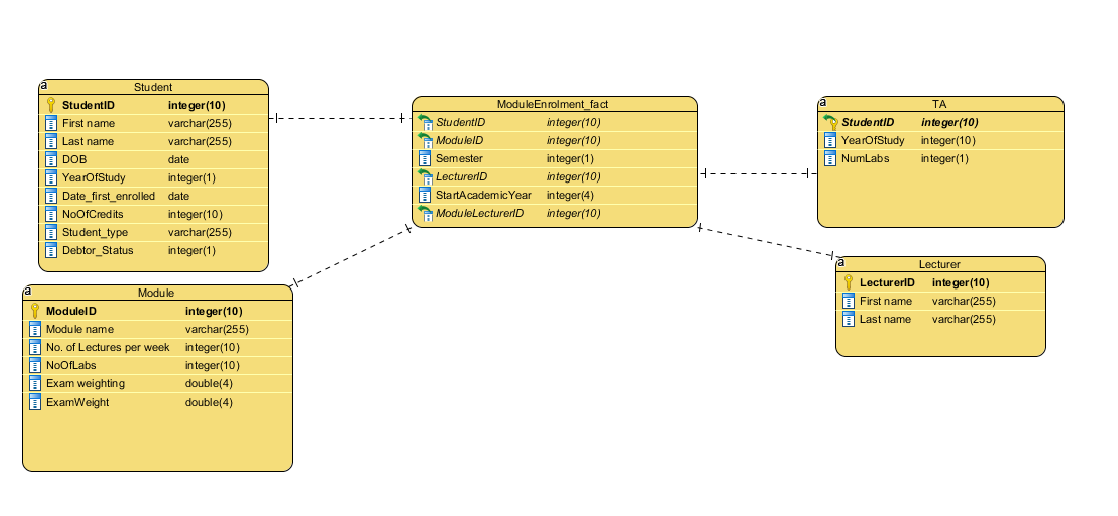 a
Student
StudentID integer(10)
First name varchar(255)
Last name varchar(255)
DOB date
YearOfStudy integer(1)
Date_first_enrolled date
NoOfCredits integer(10)
Student_type varchar(255)
Debtor_Status integer(1)
ModuleEnrolment_fact
StudentID integer(10)
ModuleID integer(10)
Semester integer(1)
LecturerID integer(10)
StartAcademicYear integer(4)
ModuleLecturerID integer(10)
a
TA
StudentID integer(10)
YearOfStudy integer(10)
NumLabs integer(1)
a
Module
ModuleID integer(10)
Module name varchar(255)
No. of Lectures per week integer(10)
NoOfLabs integer(10)
Exam weighting double(4)
ExamWeight double(4)
a
Lecturer
LecturerID integer(10)
First name varchar(255)
Last name varchar(255)